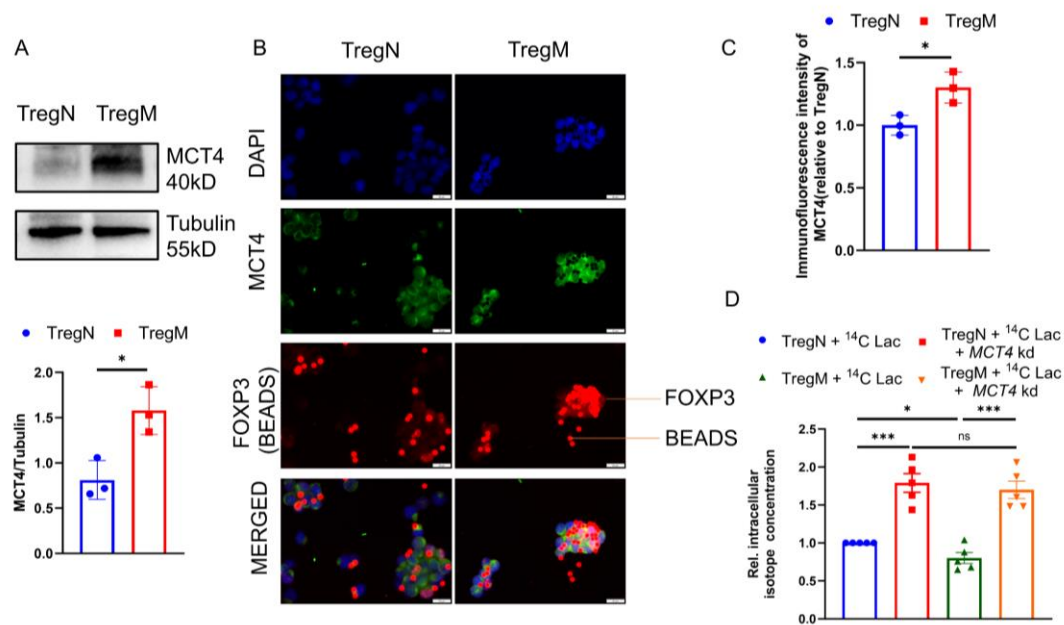 A
TregN TregM
MCT4
40kD
Tubulin
55kD
TregN TregM
*
MCT4/Tubulin
2.0
1.5
1.0
0.5
0.0
B
TregN TregM
DAPI
MCT4
FOXP3
(BEADS)
MERGED
FOXP3
BEADS
C
TregN TregM
*
Immunofluorescence intensity of
MCT4(relative to TregN)
1.5
1.0
0.5
0.0
D
TregN + ¹⁴C Lac
TregN + ¹⁴C Lac
+ MCT4 kd
TregM + ¹⁴C Lac
TregM + ¹⁴C Lac
+ MCT4 kd
* ***
*** ns
Rel. intracellular
isotope concentration
2.5
2.0
1.5
1.0
0.5
0.0